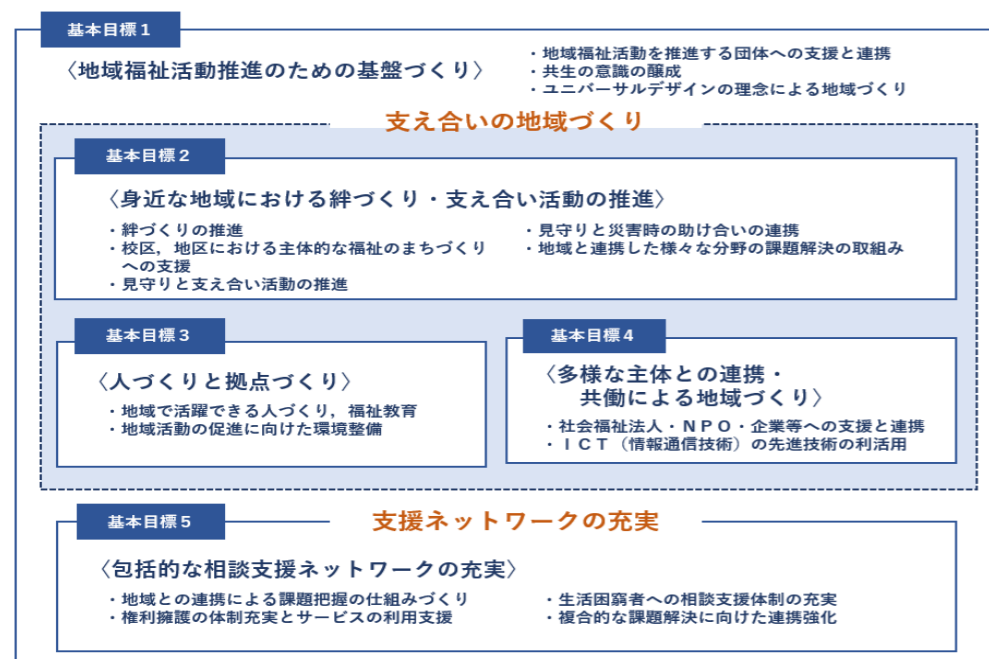 基本目標１
〈地域福祉活動推進のための基盤づくり〉
・地域福祉活動を推進する団体への支援と連携
・共生の意識の醸成
・ユニバーサルデザインの理念による地域づくり
支え合いの地域づくり
基本目標２
〈身近な地域における絆づくり・支え合い活動の推進〉
・絆づくりの推進
・校区，地区における主体的な福祉のまちづくり
への支援
・見守りと支え合い活動の推進
・見守りと災害時の助け合いの連携
・地域と連携した様々な分野の課題解決の取組み
基本目標３
〈人づくりと拠点づくり〉
・地域で活躍できる人づくり，福祉教育
・地域活動の促進に向けた環境整備
基本目標４
〈多様な主体との連携・
共働による地域づくり〉
・社会福祉法人・ＮＰＯ・企業等への支援と連携
・ＩＣＴ（情報通信技術）の先進技術の利活用
基本目標５
支援ネットワークの充実
〈包括的な相談支援ネットワークの充実〉
・地域との連携による課題把握の仕組みづくり
・権利擁護の体制充実とサービスの利用支援
・生活困窮者への相談支援体制の充実
・複合的な課題解決に向けた連携強化